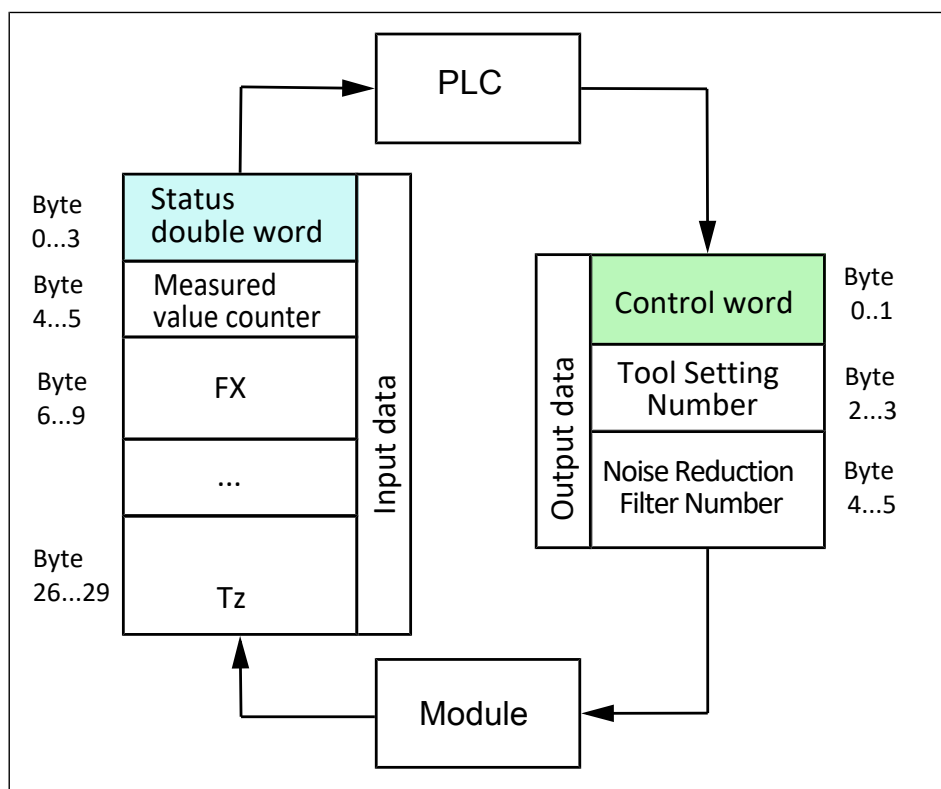 PLC
Byte
0...3
Status
double word
Byte
4...5
Measured
value counter
Byte
6...9
FX
...
Byte
26...29
Tz
Input data
Output data
Control word
Byte
0..1
Tool Setting
Number
Byte
2...3
Noise Reduction
Filter Number
Byte
4...5
Module